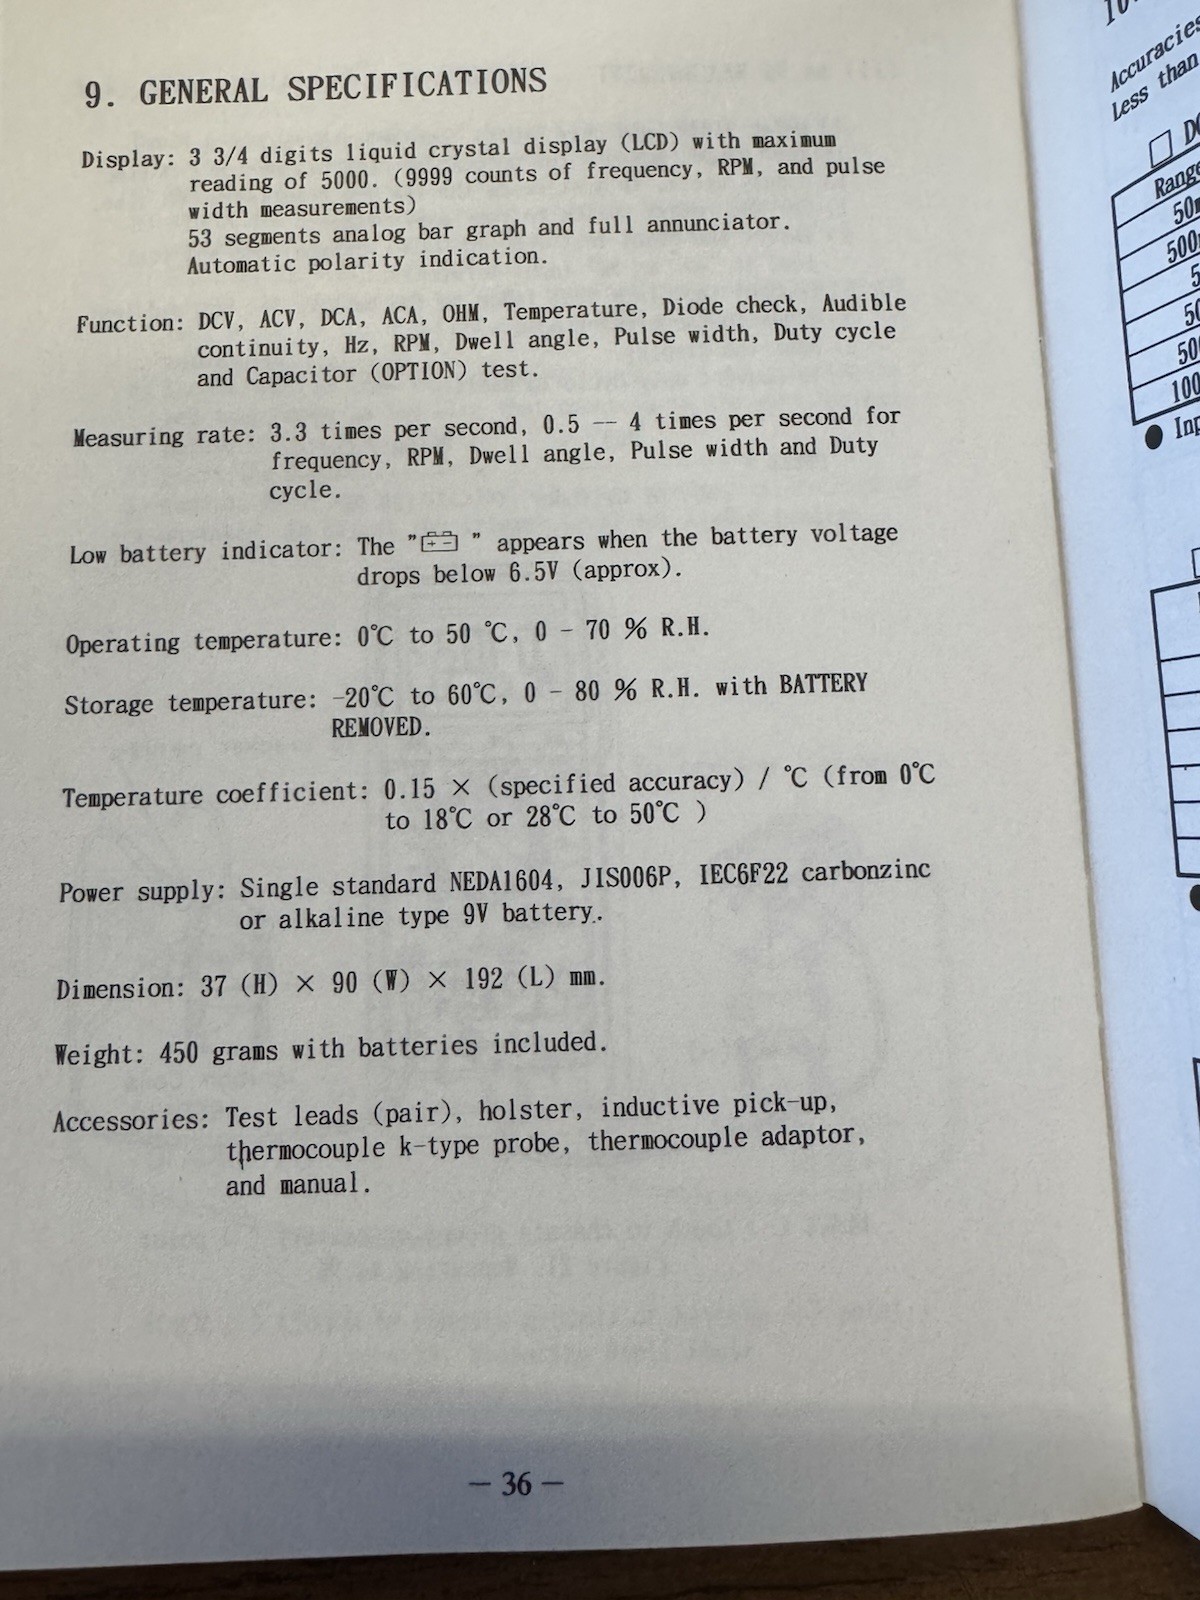 9. GENERAL SPECIFICATIONS
Display: 3 3/4 digits liquid crystal display (LCD) with maximum
reading of 5000. (9999 counts of frequency, RPM, and pulse
width measurements)
53 segments analog bar graph and full annunciator.
Automatic polarity indication.
Function: DCV, ACV, DCA, ACA, OHM, Temperature, Diode check, Audible
continuity, Hz, RPM, Dwell angle, Pulse width, Duty cycle
and Capacitor (OPTION) test.
Measuring rate: 3.3 times per second, 0.5 -- 4 times per second for
frequency, RPM, Dwell angle, Pulse width and Duty
cycle.
Low battery indicator: The " " appears when the battery voltage
drops below 6.5V (approx).
Operating temperature: 0℃ to 50 ℃, 0 - 70 % R.H.
Storage temperature: -20℃ to 60℃, 0 - 80 % R.H. with BATTERY
REMOVED.
Temperature coefficient: 0.15 × (specified accuracy) / ℃ (from 0℃
to 18℃ or 28℃ to 50℃ )
Power supply: Single standard NEDA1604, JIS006P, IEC6F22 carbonzinc
or alkaline type 9V battery.
Dimension: 37 (H) × 90 (W) × 192 (L) mm.
Weight: 450 grams with batteries included.
Accessories: Test leads (pair), holster, inductive pick-up,
thermocouple k-type probe, thermocouple adaptor,
and manual.
— 36 —
Accuracies
Less than
Range